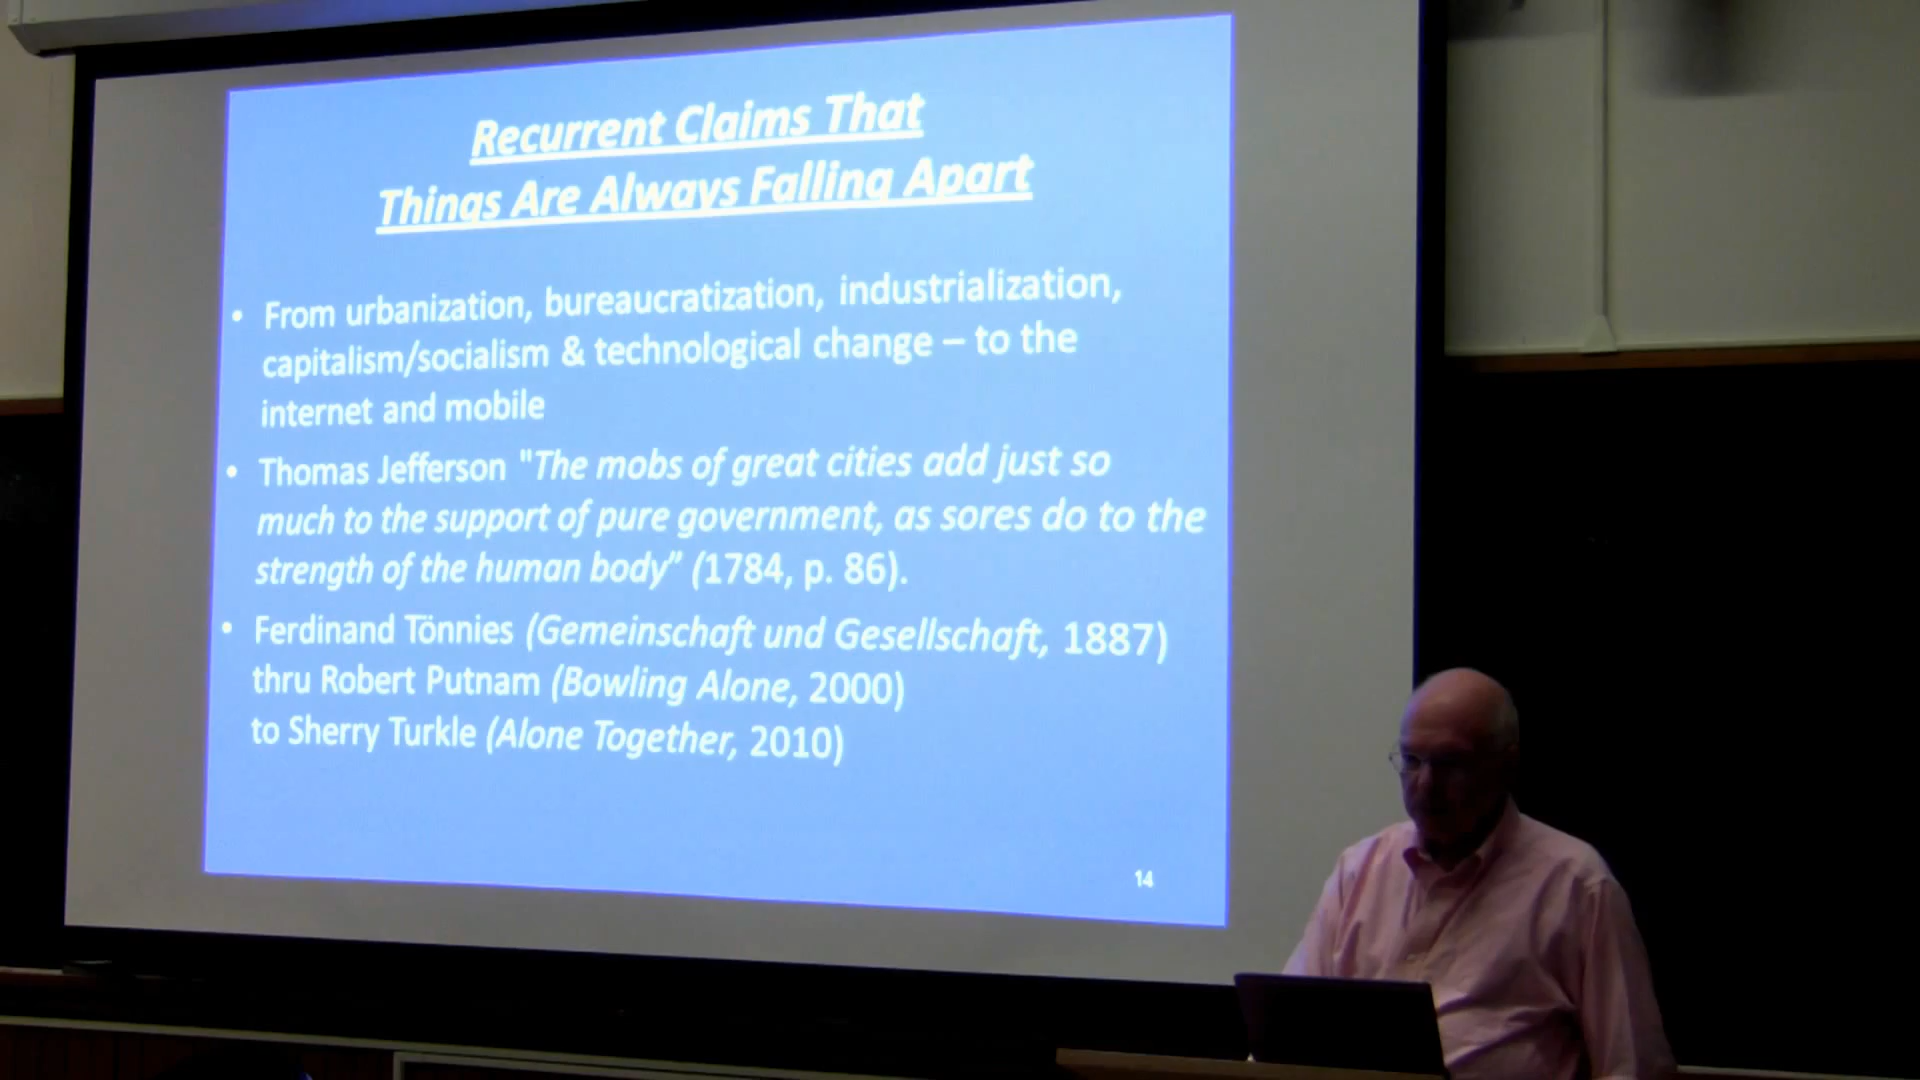 Recurrent Claims That
Things Are Always Falling Apart
• From urbanization, bureaucratization, industrialization,
capitalism/socialism & technological change – to the
internet and mobile
• Thomas Jefferson "The mobs of great cities add just so
much to the support of pure government, as sores do to the
strength of the human body” (1784, p. 86).
• Ferdinand Tönnies (Gemeinschaft und Gesellschaft, 1887)
thru Robert Putnam (Bowling Alone, 2000)
to Sherry Turkle (Alone Together, 2010)
14